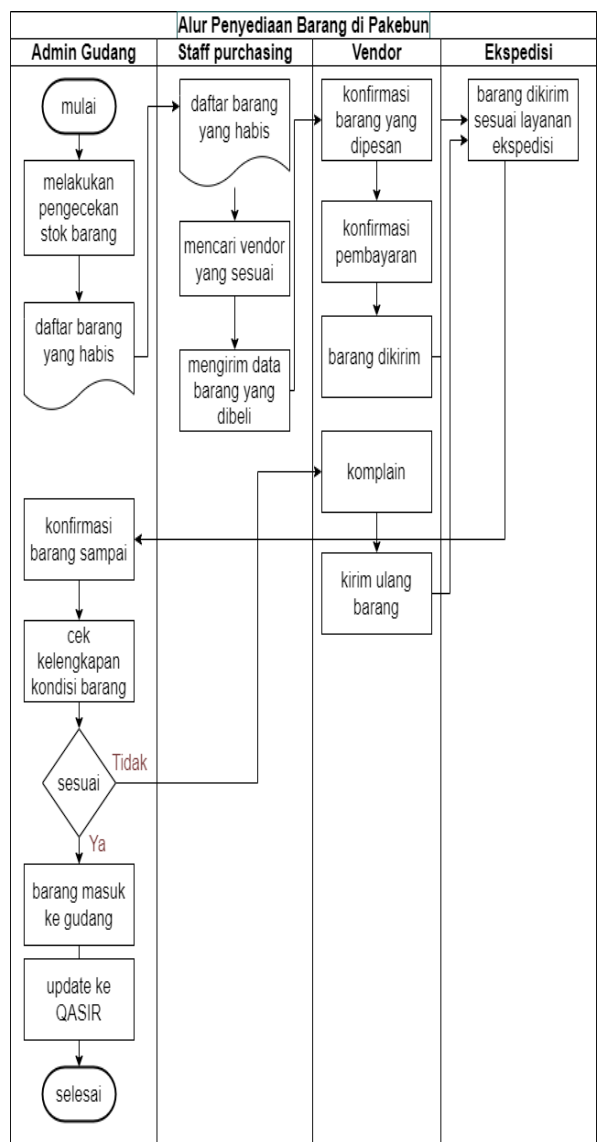 Alur Penyediaan Barang di Pakebun
Admin Gudang
Staff purchasing
Vendor
Ekspedisi
mulai
melakukan
pengecekan
stok barang
daftar barang
yang habis
daftar barang
yang habis
mencari vendor
yang sesuai
mengirim data
barang yang
dibeli
konfirmasi
barang yang
dipesan
konfirmasi
pembayaran
barang dikirim
barang dikirim
sesuai layanan
ekspedisi
komplain
kirim ulang
barang
konfirmasi
barang sampai
cek
kelengkapan
kondisi barang
sesuai
Tidak
Ya
barang masuk
ke gudang
update ke
QASIR
selesai